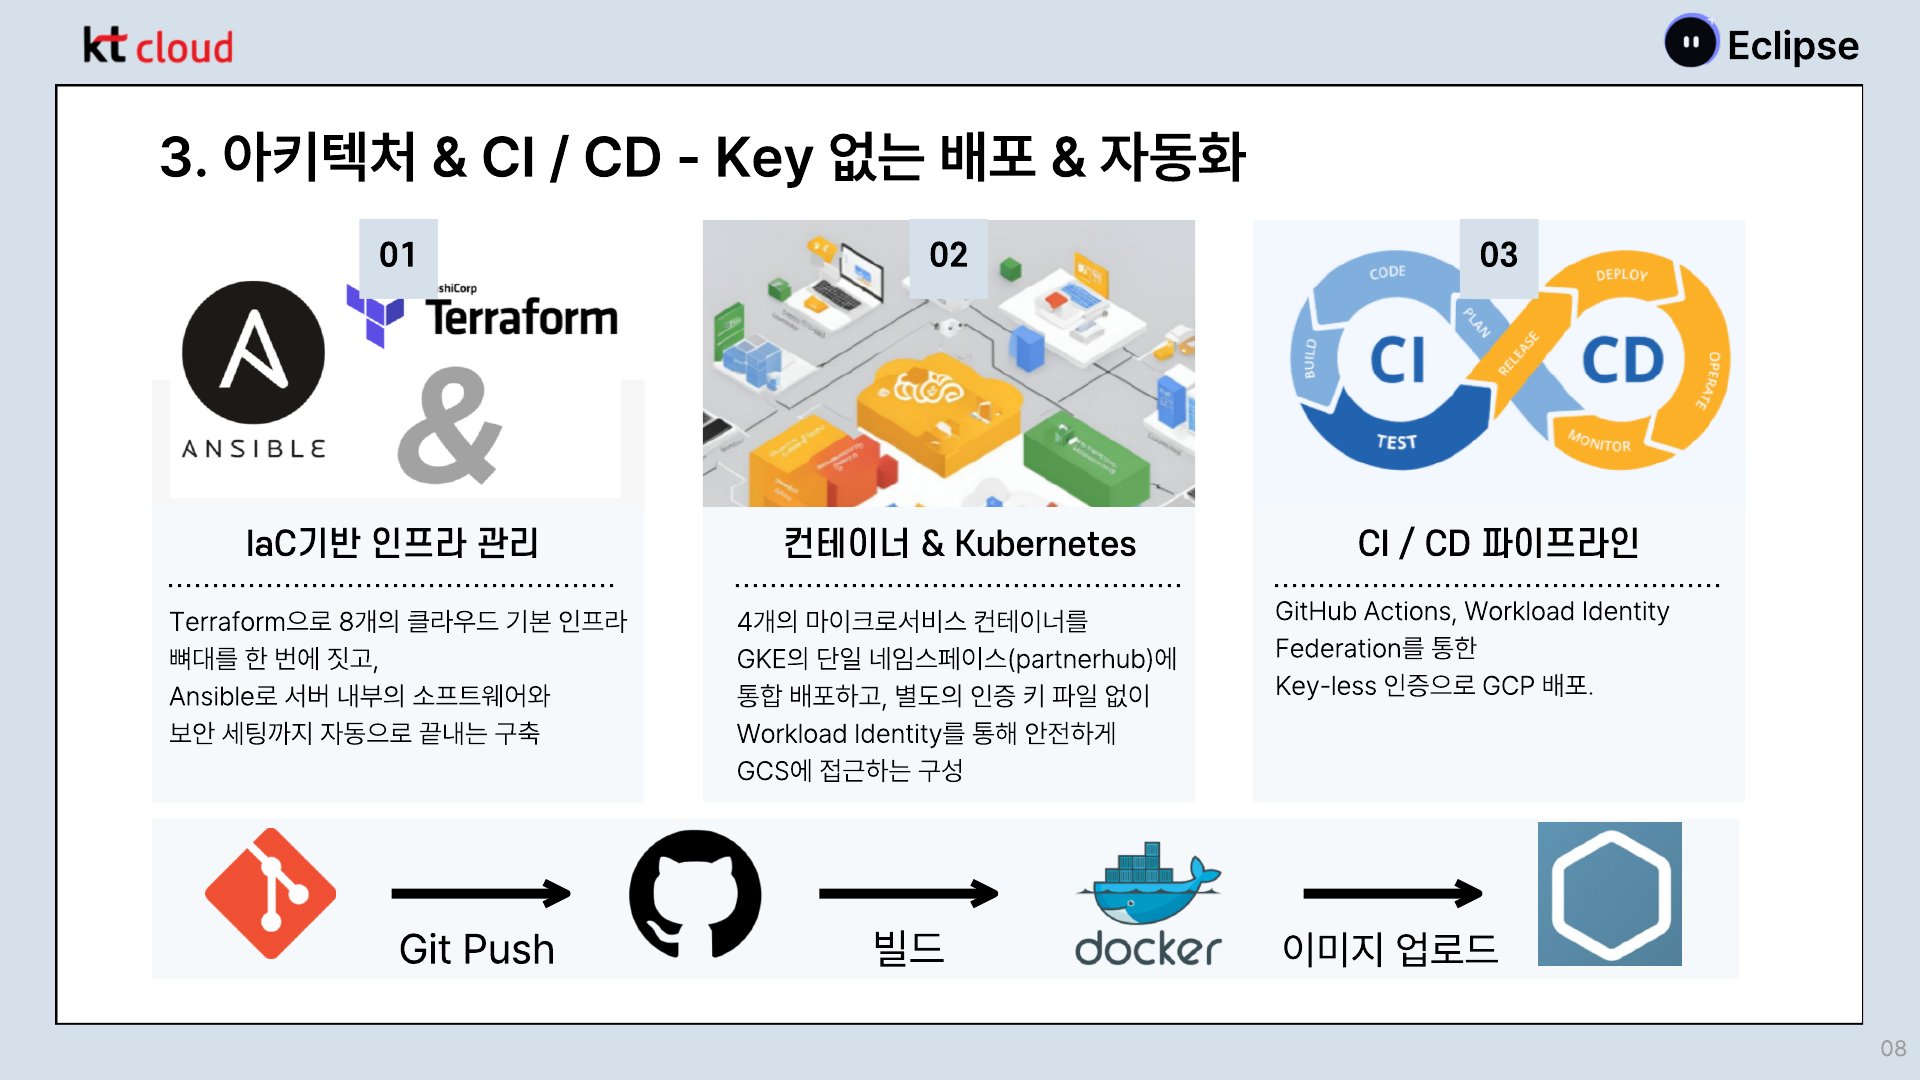 kt cloud
Eclipse
3. 아키텍처 & CI / CD - Key 없는 배포 & 자동화
01
shiCorp
Terraform
ANSIBLE
&
IaC기반 인프라 관리
Terraform으로 8개의 클라우드 기본 인프라
뼈대를 한 번에 짓고,
Ansible로 서버 내부의 소프트웨어와
보안 세팅까지 자동으로 끝내는 구축
02
컨테이너 & Kubernetes
4개의 마이크로서비스 컨테이너를
GKE의 단일 네임스페이스(partnerhub)에
통합 배포하고, 별도의 인증 키 파일 없이
Workload Identity를 통해 안전하게
GCS에 접근하는 구성
03
CODE
BUILD
PLAN
TEST
CI
RELEASE
DEPLOY
OPERATE
MONITOR
CD
CI / CD 파이프라인
GitHub Actions, Workload Identity
Federation를 통한
Key-less 인증으로 GCP 배포.
Git Push
빌드
docker
이미지 업로드
08